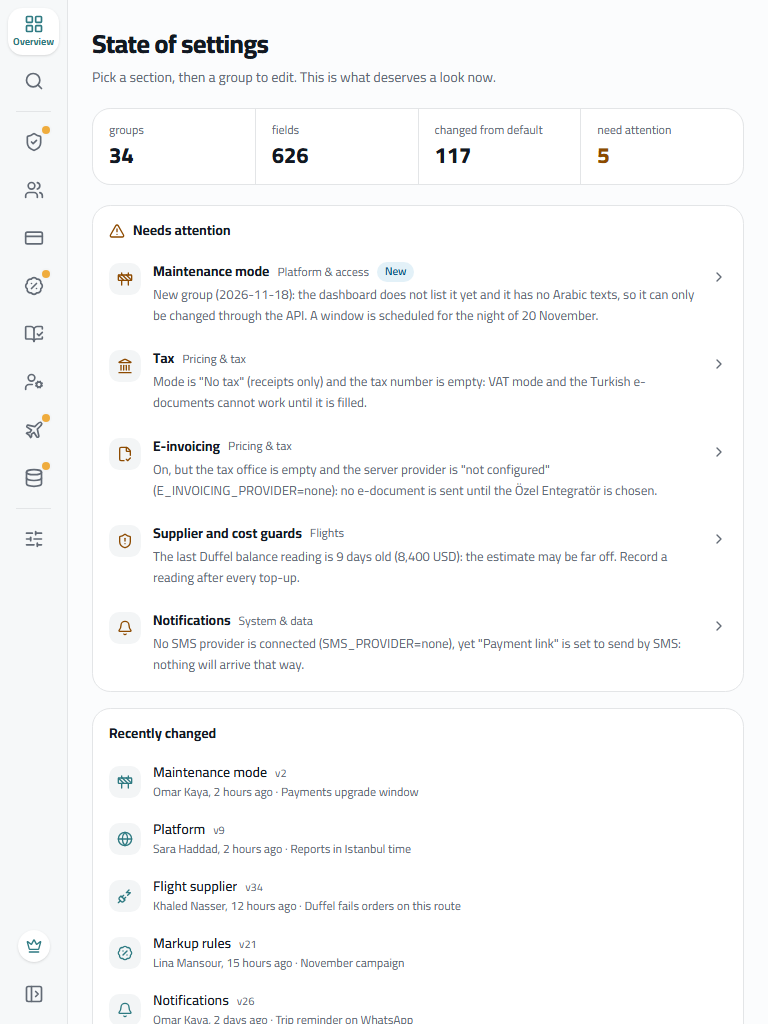 Overview
State of settings
Pick a section, then a group to edit. This is what deserves a look now.
groups
34
fields
626
changed from default
117
need attention
5
Needs attention
Maintenance mode Platform & access New
New group (2026-11-18): the dashboard does not list it yet and it has no Arabic texts, so it can only
be changed through the API. A window is scheduled for the night of 20 November.
Tax Pricing & tax
Mode is "No tax" (receipts only) and the tax number is empty: VAT mode and the Turkish e-
documents cannot work until it is filled.
E-invoicing Pricing & tax
On, but the tax office is empty and the server provider is "not configured"
(E_INVOICING_PROVIDER=none): no e-document is sent until the Özel Entegratör is chosen.
Supplier and cost guards Flights
The last Duffel balance reading is 9 days old (8,400 USD): the estimate may be far off. Record a
reading after every top-up.
Notifications System & data
No SMS provider is connected (SMS_PROVIDER=none), yet "Payment link" is set to send by SMS:
nothing will arrive that way.
Recently changed
Maintenance mode v2
Omar Kaya, 2 hours ago · Payments upgrade window
Platform v9
Sara Haddad, 2 hours ago · Reports in Istanbul time
Flight supplier v34
Khaled Nasser, 12 hours ago · Duffel fails orders on this route
Markup rules v21
Lina Mansour, 15 hours ago · November campaign
Notifications v26
Omar Kaya, 2 days ago · Trip reminder on WhatsApp